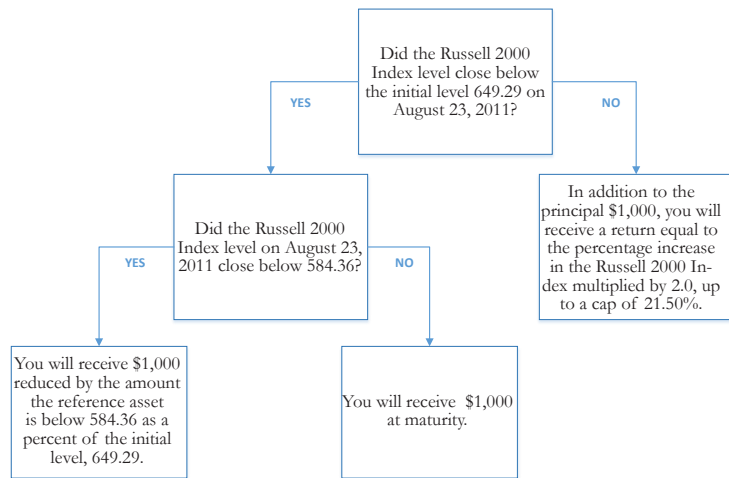 Did the Russell 2000
Index level close below
the initial level 649.29 on
August 23, 2011?
YES
NO
Did the Russell 2000
Index level on August 23,
2011 close below 584.36?
In addition to the
principal $1,000, you will
receive a return equal to
the percentage increase
in the Russell 2000 In-
dex multiplied by 2.0, up
to a cap of 21.50%.
YES
NO
You will receive $1,000
reduced by the amount
the reference asset
is below 584.36 as a
percent of the initial
level, 649.29.
You will receive $1,000
at maturity.